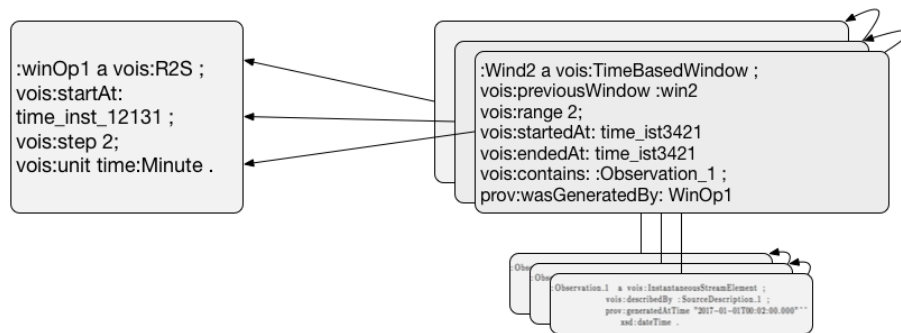 :winOp1 a vois:R2S ;
vois:startAt:
time_inst_12131 ;
vois:step 2;
vois:unit time:Minute .
:Wind2 a vois:TimeBasedWindow ;
vois:previousWindow :win2
vois:range 2;
vois:startedAt: time_ist3421
vois:endedAt: time_ist3421
vois:contains: :Observation_1 ;
prov:wasGeneratedBy: WinOp1
:Obse
:Obs
:Observation_1 a vois:InstantaneousStreamElement ;
vois:describedBy :SourceDescription_1 ;
prov:generatedAtTime "2017-01-01T00:02:00.000"^^
xsd:dateTime .